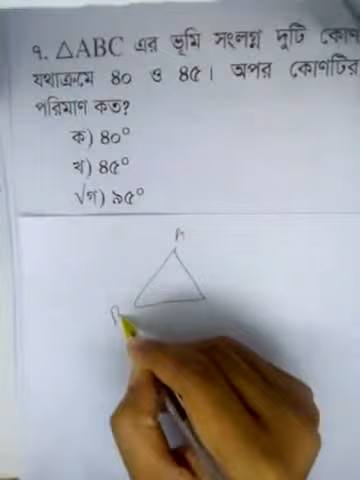 ৭. △ABC এর ভূমি সংলগ্ন দুটি কোণ
যথাক্রমে ৪০ ও ৪৫। অপর কোণটির
পরিমাণ কত?
ক) ৪০°
খ) ৪৫°
√গ) ৯৫°
A